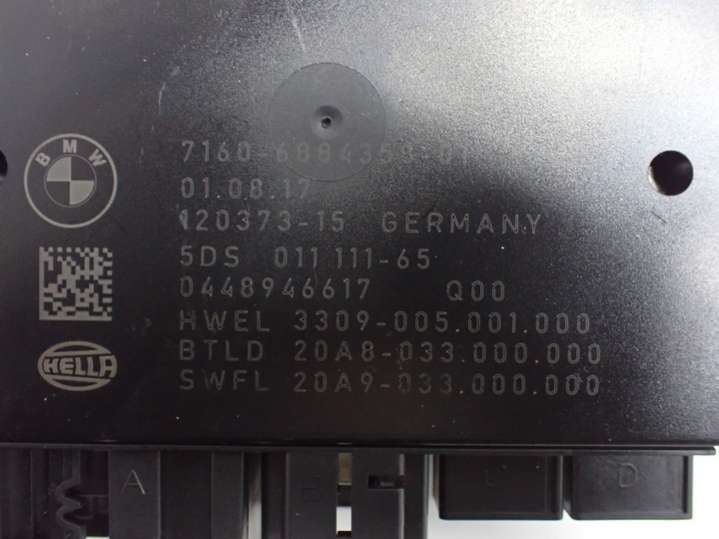 BMW
7160-6884358-0
01.08.17
120373-15 GERMANY
5DS 011 111-65
0448946617 Q00
HWEL 3309-005.001.000
BTLD 20A8-033.000.000
HELLA
SWFL 20A9-033.000.000
A B C D